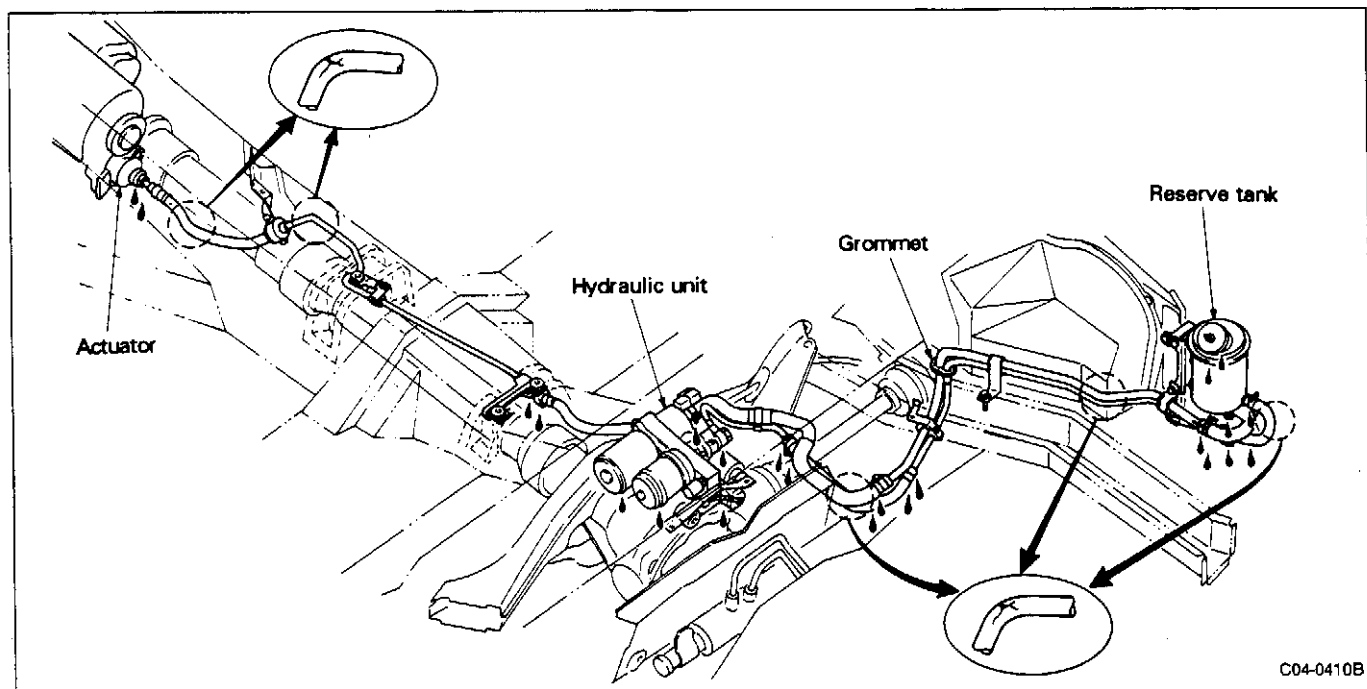 Reserve tank
Grommet
Hydraulic unit
Actuator
C04-0410B